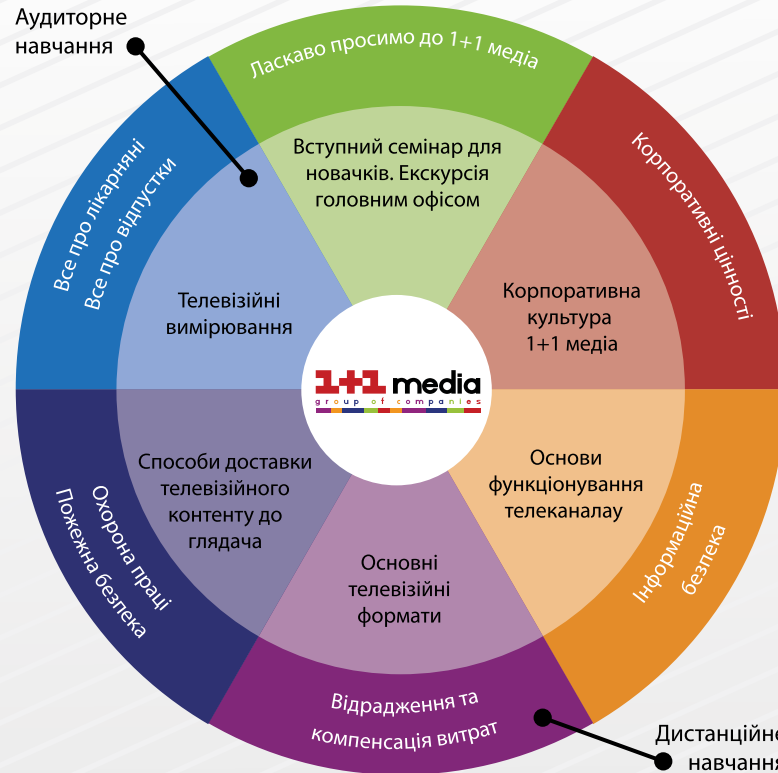 Аудиторне
навчання
Ласкаво просимо до 1+1 медіа
Вступний семінар для
новачків. Екскурсія
головним офісом
Корпоративні цінності
Корпоративна
культура
1+1 медіа
Інформаційна
безпека
Основи
функціонування
телеканалау
Відрадження та
компенсація витрат
Основні
телевізійні
формати
Охорона праці
Пожежна безпека
Способи доставки
телевізійного
контенту до
глядача
Все про лікарняні
Все про відпустки
Телевізійні
вимірювання
1+1 media
group of companies
Дистанційне
навчання